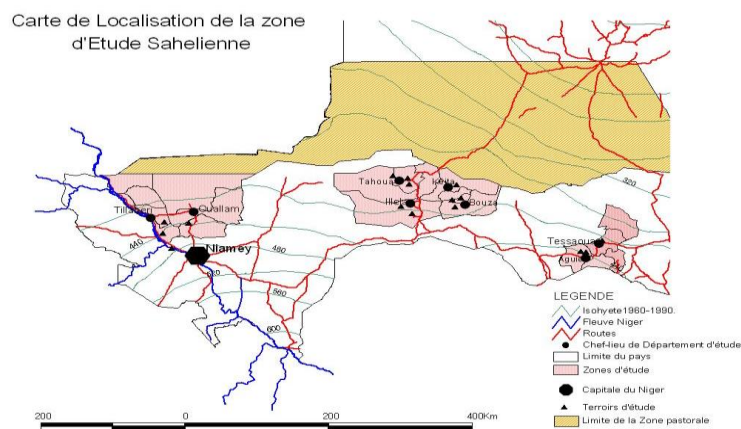 Carte de Localisation de la zone
d'Etude Sahelienne
320
Tahoua
Keita
Illela
Bouza
Tillaberi
Ouallam
Tessaoua
440
Niamey
480
Aguie
520
560
600
LEGENDE
Isohyete1960-1990.
Fleuve Niger
Routes
Chef-lieu de Département d'étude
Limite du pays
Zones d'étude
Capitale du Niger
Terroirs d'étude
Limite de la Zone pastorale
200 0 200 400Km